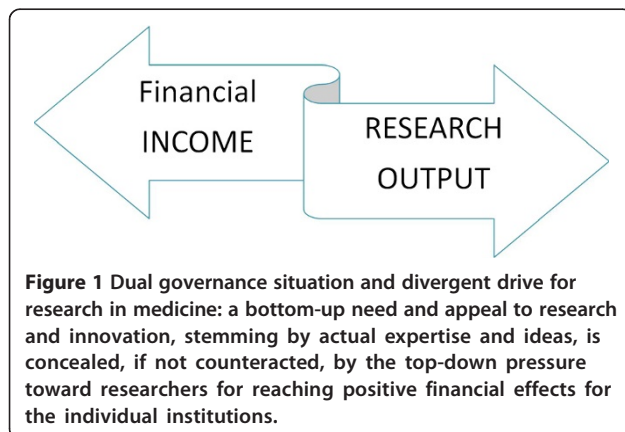 Financial
INCOME
RESEARCH
OUTPUT
Figure 1 Dual governance situation and divergent drive for
research in medicine: a bottom-up need and appeal to research
and innovation, stemming by actual expertise and ideas, is
concealed, if not counteracted, by the top-down pressure
toward researchers for reaching positive financial effects for
the individual institutions.